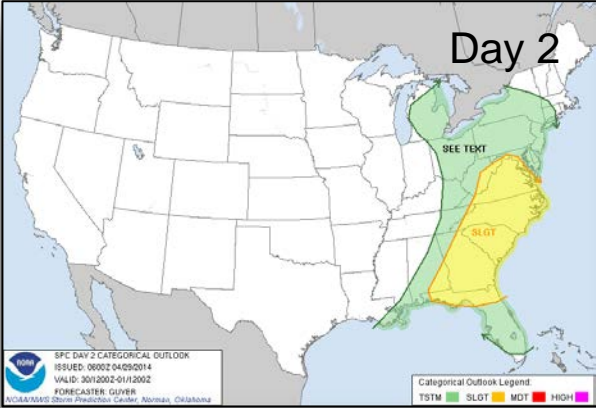 Day 2
SEE TEXT
SLGT
NOAA
SPC DAY 2 CATEGORICAL OUTLOOK
ISSUED: 0600Z 04/29/2014
VALID: 30/1200Z-01/1200Z
FORECASTER: GUYER
NOAA/NWS Storm Prediction Center, Norman, Oklahoma
Categorical Outlook Legend:
TSTM SLGT MDT HIGH